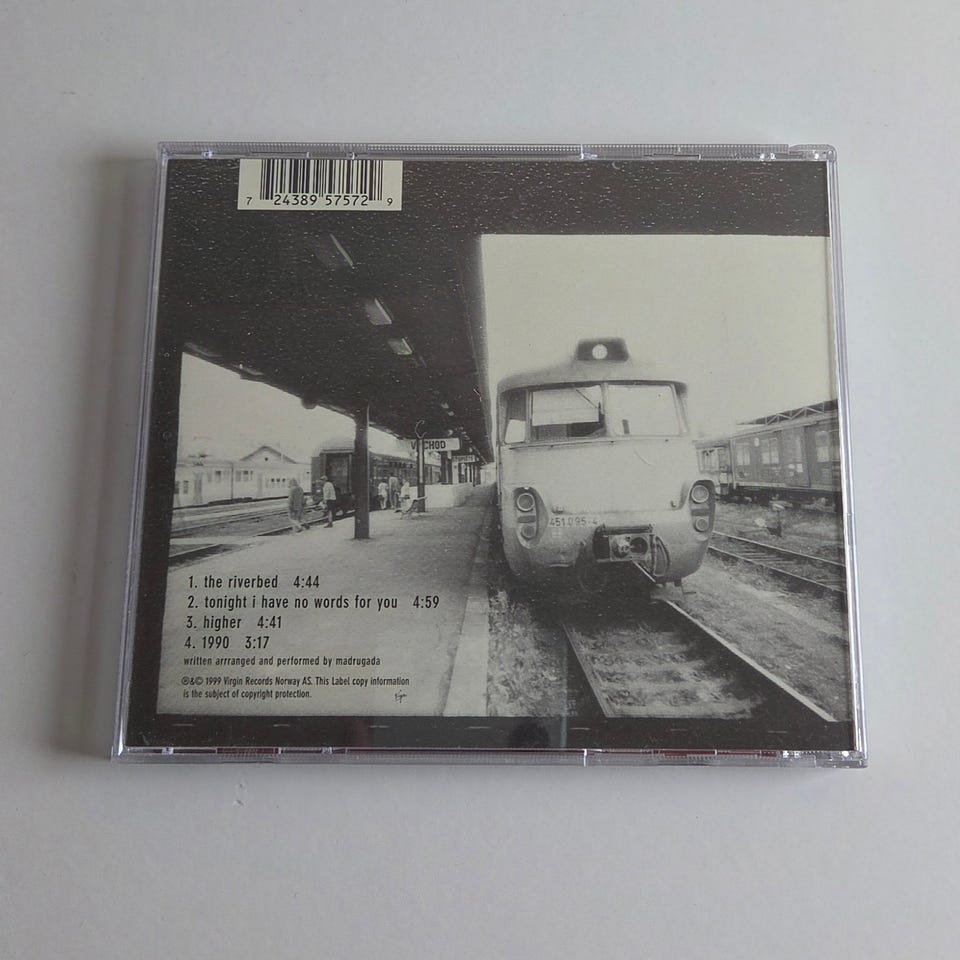 7 24389 57572 9
VÝCHOD
451 095-4
1. the riverbed 4:44
2. tonight i have no words for you 4:59
3. higher 4:41
4. 1990 3:17
written arrranged and performed by madrugada
℗&© 1999 Virgin Records Norway AS. This Label copy information
is the subject of copyright protection.
Virgin